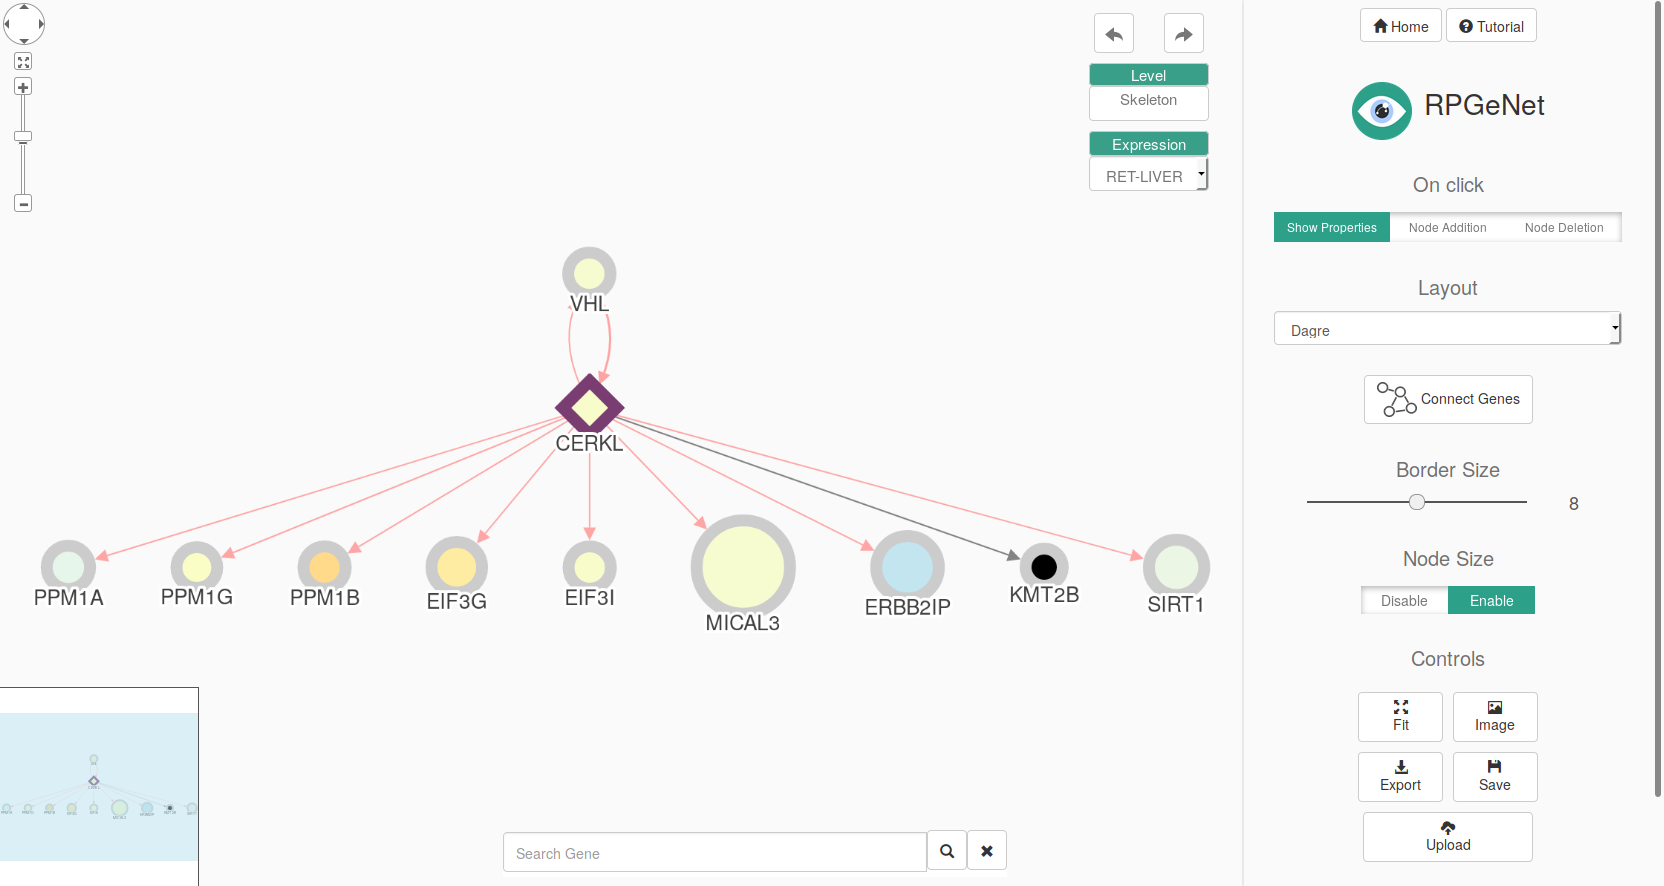 Home
Tutorial
Level
Skeleton
RPGeNet
Expression
RET-LIVER
On click
Show Properties
Node Addition
Node Deletion
VHL
Layout
Dagre
Connect Genes
CERKL
Border Size
8
Node Size
Disable
Enable
PPM1A
PPM1G
PPM1B
EIF3G
EIF3I
MICAL3
ERBB2IP
KMT2B
SIRT1
Controls
Fit
Image
Export
Save
Upload
Search Gene